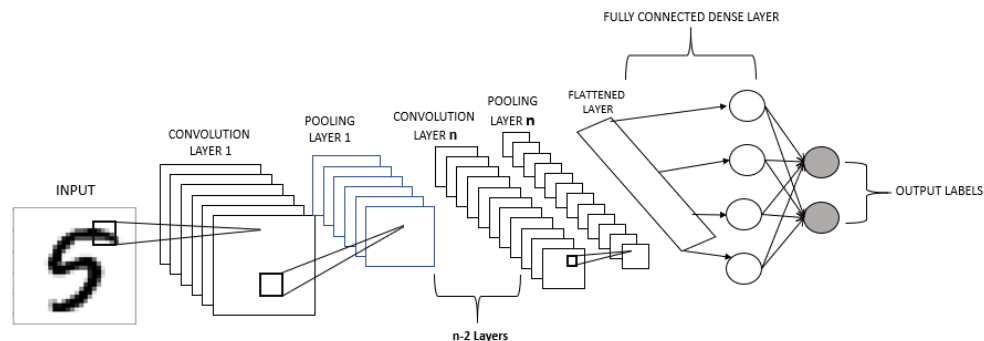 FULLY CONNECTED DENSE LAYER
FLATTENED
LAYER
POOLING
LAYER n
CONVOLUTION
LAYER n
POOLING
LAYER 1
CONVOLUTION
LAYER 1
INPUT
5
OUTPUT LABELS
n-2 Layers